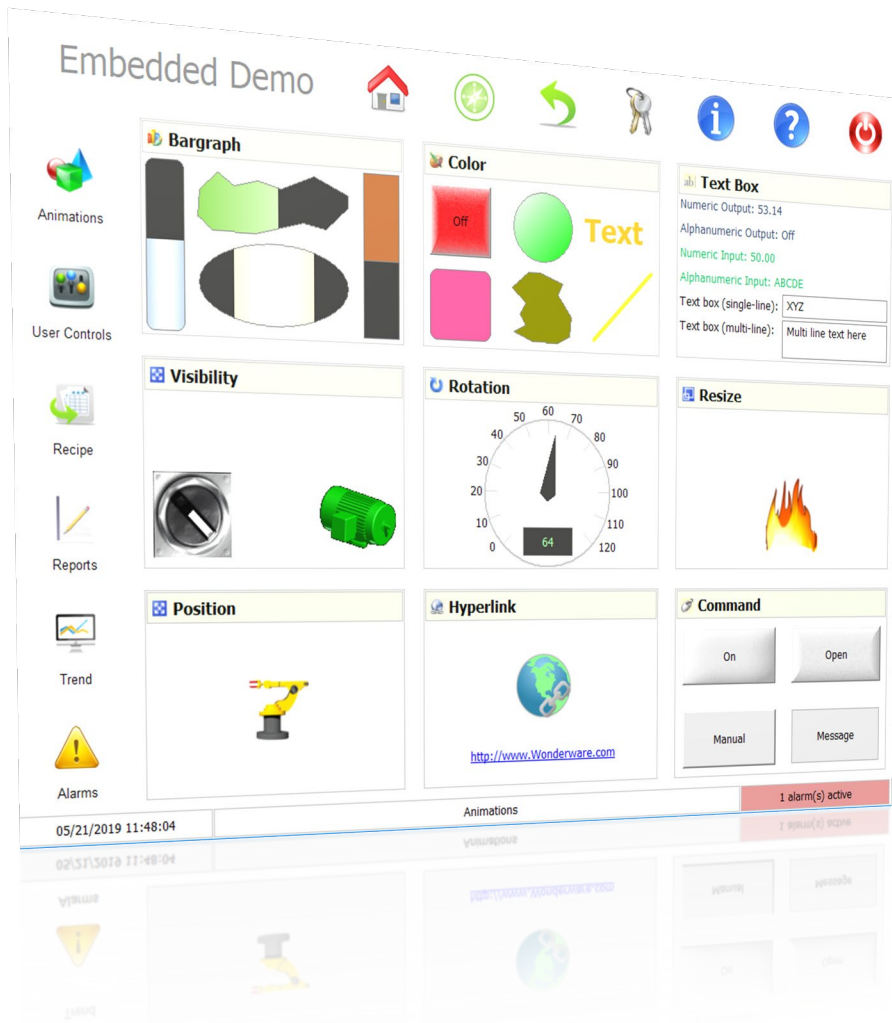 Embedded Demo
Animations
User Controls
Recipe
Reports
Trend
Alarms
Bargraph
Color
Off
Text
ab
Text Box
Numeric Output: 53.14
Alphanumeric Output: Off
Numeric Input: 50.00
Alphanumeric Input: ABCDE
Text box (single-line): XYZ
Text box (multi-line): Multi line text here
Visibility
Rotation
0
10
20
30
40
50
60
70
80
90
100
110
120
64
Resize
Position
Hyperlink
http://www.Wonderware.com
Command
On
Open
Manual
Message
05/21/2019 11:48:04
Animations
1 alarm(s) active